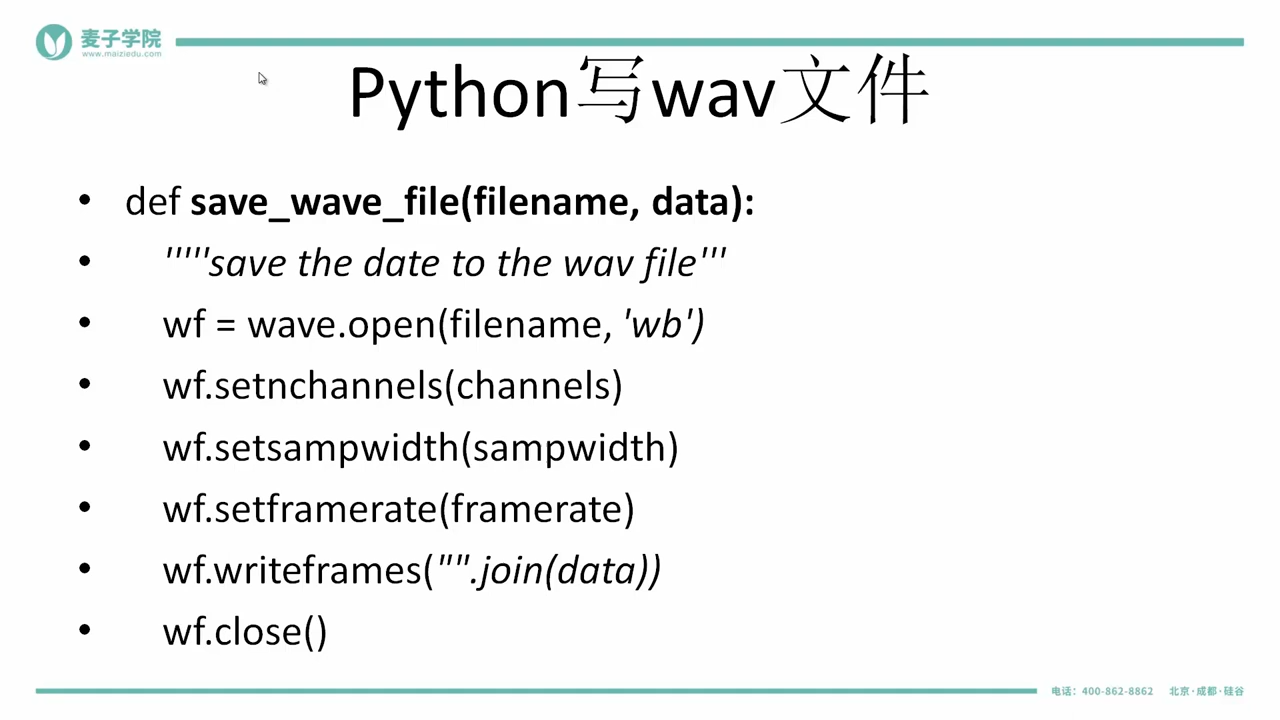 麦子学院
www.maiziedu.com
Python写wav文件
• def save_wave_file(filename, data):
• '''''save the date to the wav file'''
• wf = wave.open(filename, 'wb')
• wf.setnchannels(channels)
• wf.setsampwidth(sampwidth)
• wf.setframerate(framerate)
• wf.writeframes("".join(data))
• wf.close()
电话：400-862-8862 北京·成都·硅谷